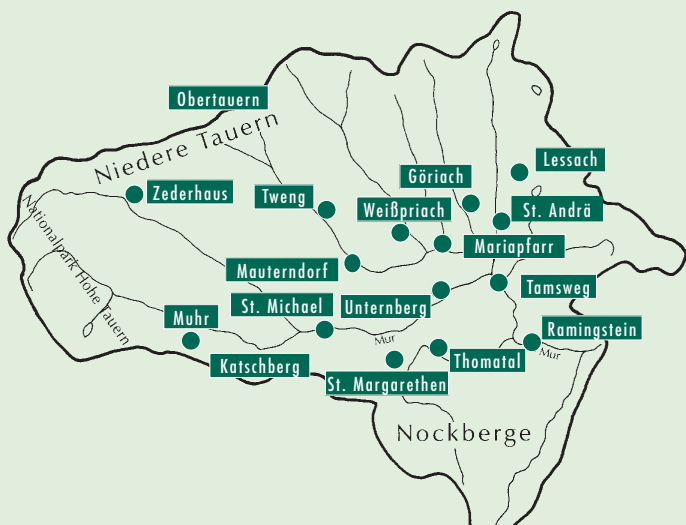 Obertauern
Niedere Tauern
Lessach
Göriach
Zederhaus
Tweng
Weißpriach
St. Andrä
Nationalpark Hohe Tauern
Mariapfarr
Mauterndorf
Tamsweg
St. Michael
Unternberg
Muhr
Ramingstein
Mur
Mur
Katschberg
Thomatal
St. Margarethen
Nockberge